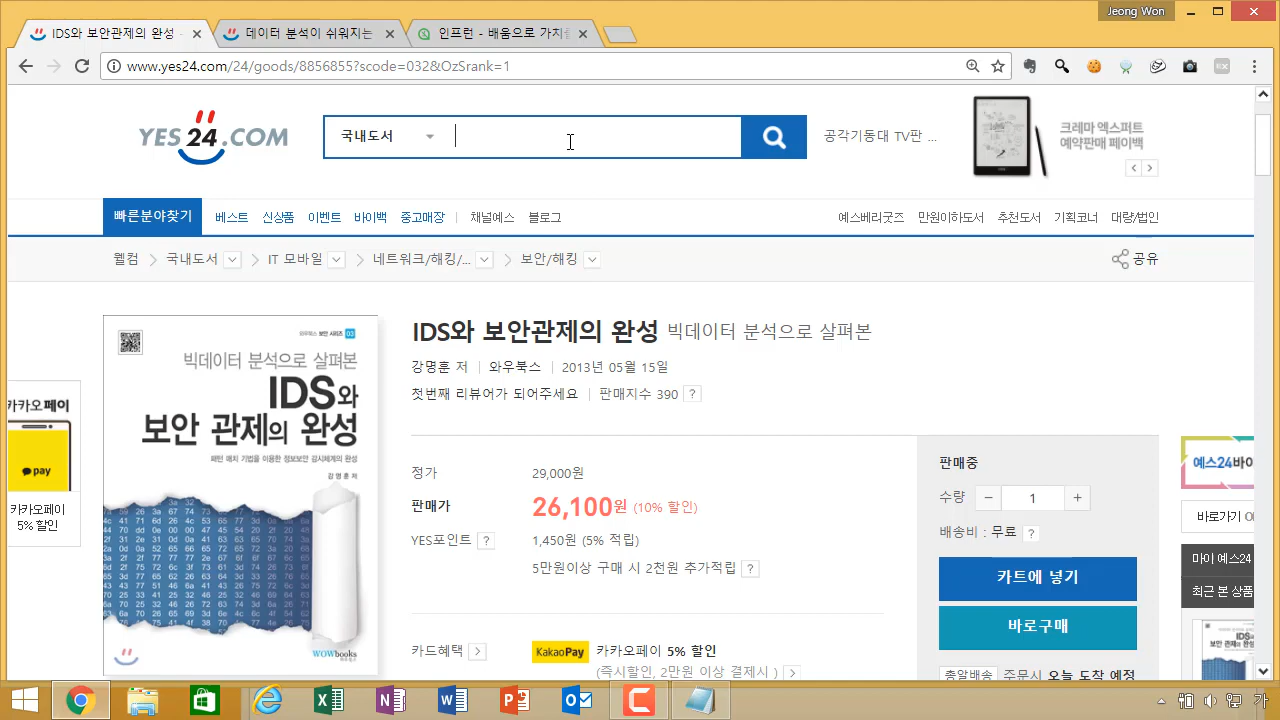 Jeong Won
IDS와 보안관제의 완성 -
데이터 분석이 쉬워지는
인프런 - 배움으로 가치를
www.yes24.com/24/goods/8856855?scode=032&OzSrank=1
YES24.COM
국내도서
공각기동대 TV판 ...
크레마 엑스퍼트
예약판매 페이백
빠른분야찾기
베스트 신상품 이벤트 바이백 중고매장 채널예스 블로그
예스베리굿즈 만원이하도서 추천도서 기획코너 대량/법인
웰컴 국내도서 IT 모바일 네트워크/해킹/... 보안/해킹
공유
와우북스 보안 시리즈 03
빅데이터 분석으로 살펴본
IDS와
보안 관제의 완성
패턴 매치 기법을 이용한 정보보안 감시체계의 완성
강명훈 저
WOWbooks
IDS와 보안관제의 완성 빅데이터 분석으로 살펴본
강명훈 저 | 와우북스 | 2013년 05월 15일
첫번째 리뷰어가 되어주세요 | 판매지수 390 ?
정가 29,000원
판매가 26,100원 (10% 할인)
YES포인트 ? 1,450원 (5% 적립)
5만원이상 구매 시 2천원 추가적립 ?
카드혜택 KakaoPay 카카오페이 5% 할인
(즉시할인, 2만원 이상 결제시 )
판매중
수량 − 1 +
배송비 : 무료 ?
카트에 넣기
바로구매
총알배송 주문시 오늘 도착 예정
카카오페이
pay
카카오페이
5% 할인
예스24바
바로가기
마이 예스24
최근 본 상품
IDS와
보안 관제의 완성
가